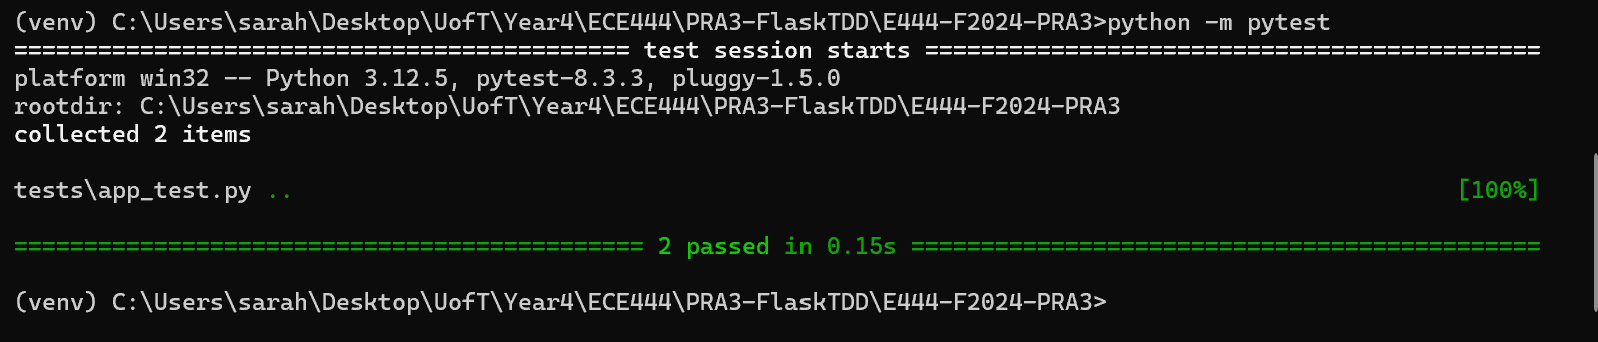 (venv) C:\Users\sarah\Desktop\UofT\Year4\ECE444\PRA3-FlaskTDD\E444-F2024-PRA3>python -m pytest
============================================ test session starts ============================================
platform win32 -- Python 3.12.5, pytest-8.3.3, pluggy-1.5.0
rootdir: C:\Users\sarah\Desktop\UofT\Year4\ECE444\PRA3-FlaskTDD\E444-F2024-PRA3
collected 2 items
tests\app_test.py .. [100%]
============================================= 2 passed in 0.15s =============================================
(venv) C:\Users\sarah\Desktop\UofT\Year4\ECE444\PRA3-FlaskTDD\E444-F2024-PRA3>